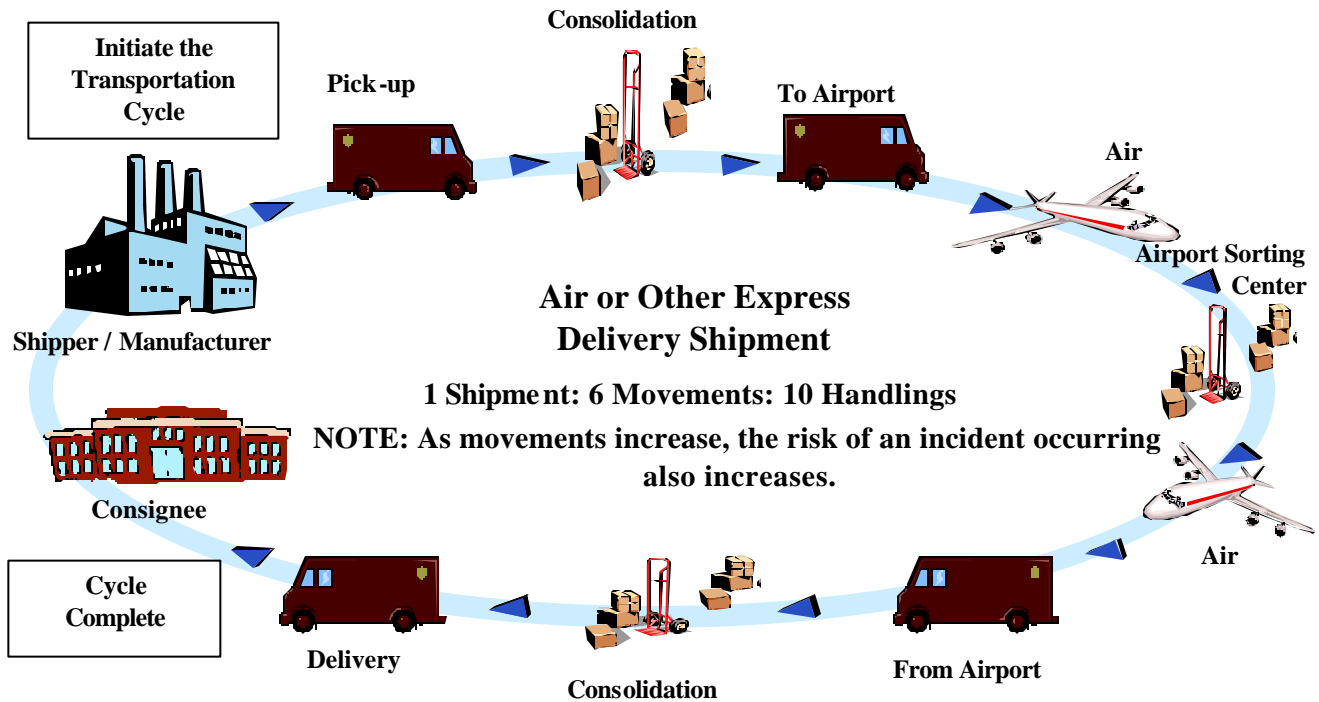 Initiate the
Transportation
Cycle
Pick-up
Consolidation
To Airport
Air
Airport Sorting
Center
Shipper / Manufacturer
Air or Other Express
Delivery Shipment
1 Shipment: 6 Movements: 10 Handlings
NOTE: As movements increase, the risk of an incident occurring
also increases.
Consignee
Air
Cycle
Complete
Delivery
Consolidation
From Airport